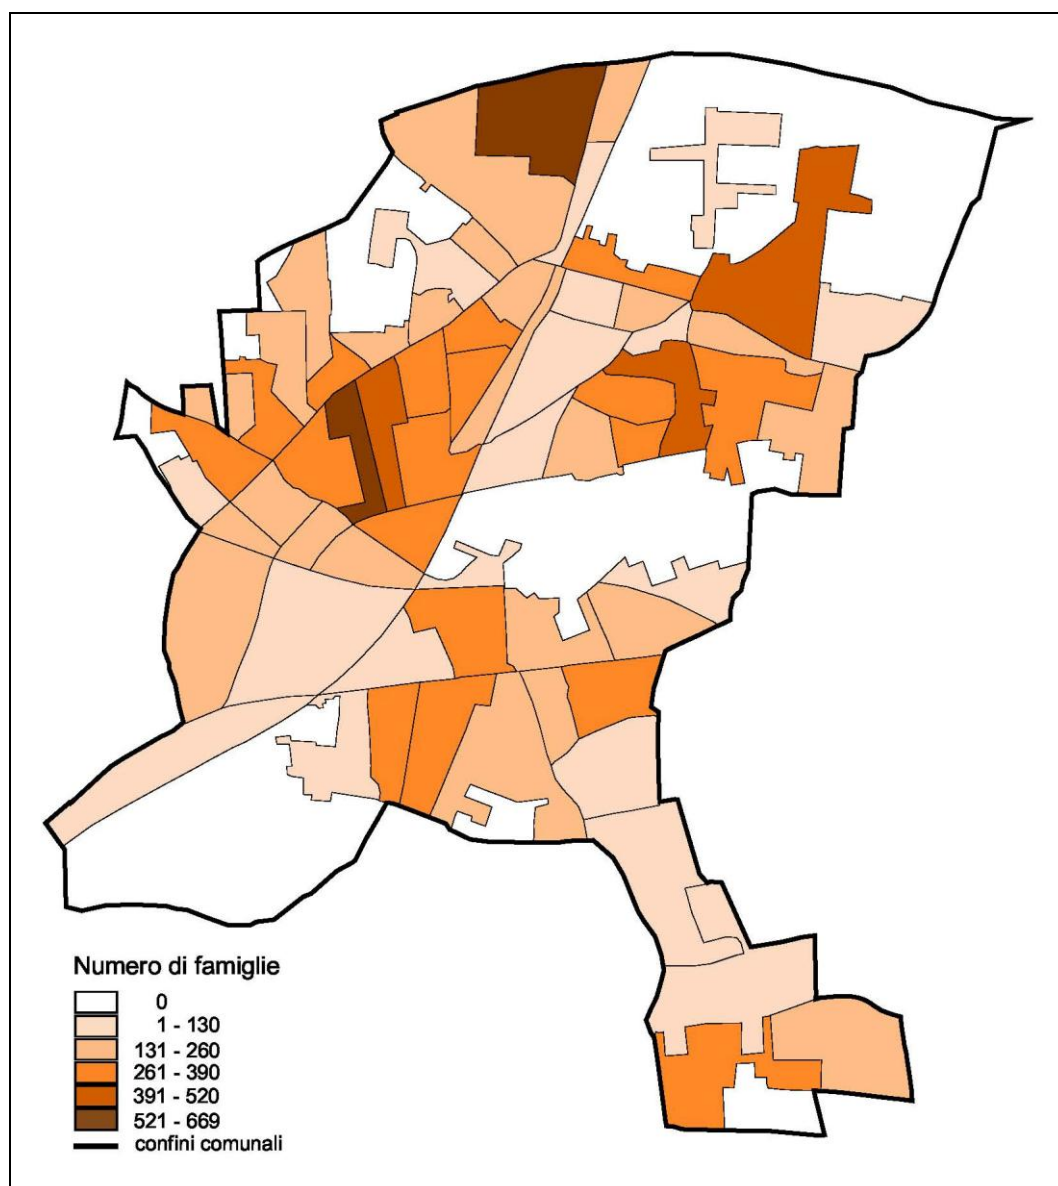 Numero di famiglie
0
1 - 130
131 - 260
261 - 390
391 - 520
521 - 669
confini comunali